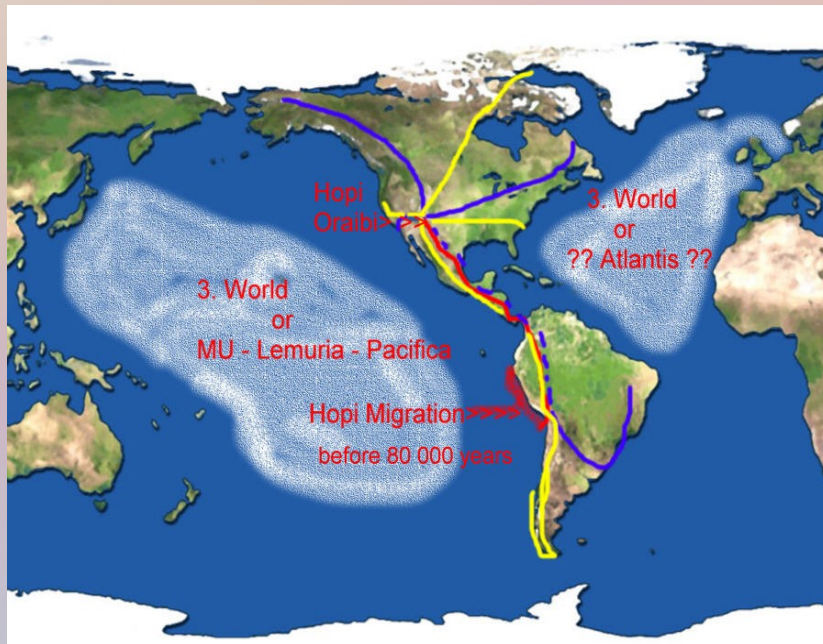 Hopi
Oraibi> > >
3. World
or
?? Atlantis ??
3. World
or
MU - Lemuria - Pacifica
Hopi Migration>>>>>
before 80 000 years